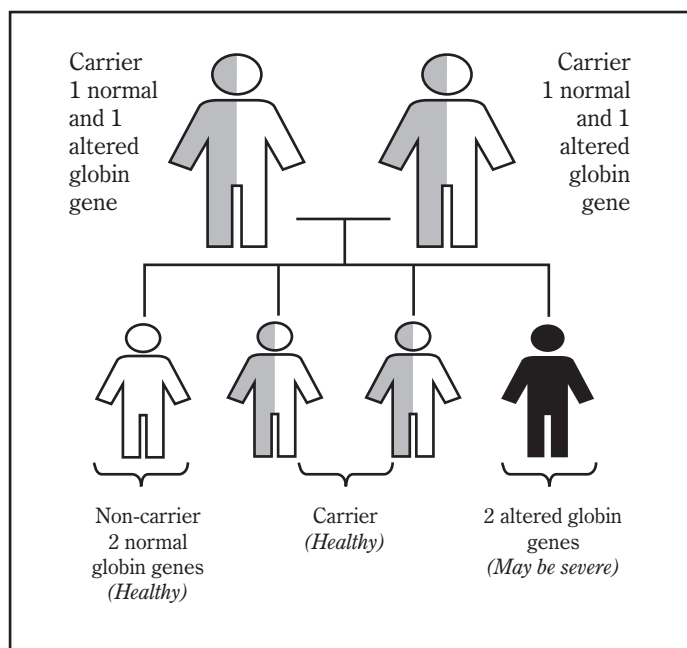 Carrier
1 normal
and 1
altered
globin
gene
Carrier
1 normal
and 1
altered
globin
gene
Non-carrier
2 normal
globin genes
(Healthy)
Carrier
(Healthy)
2 altered globin
genes
(May be severe)